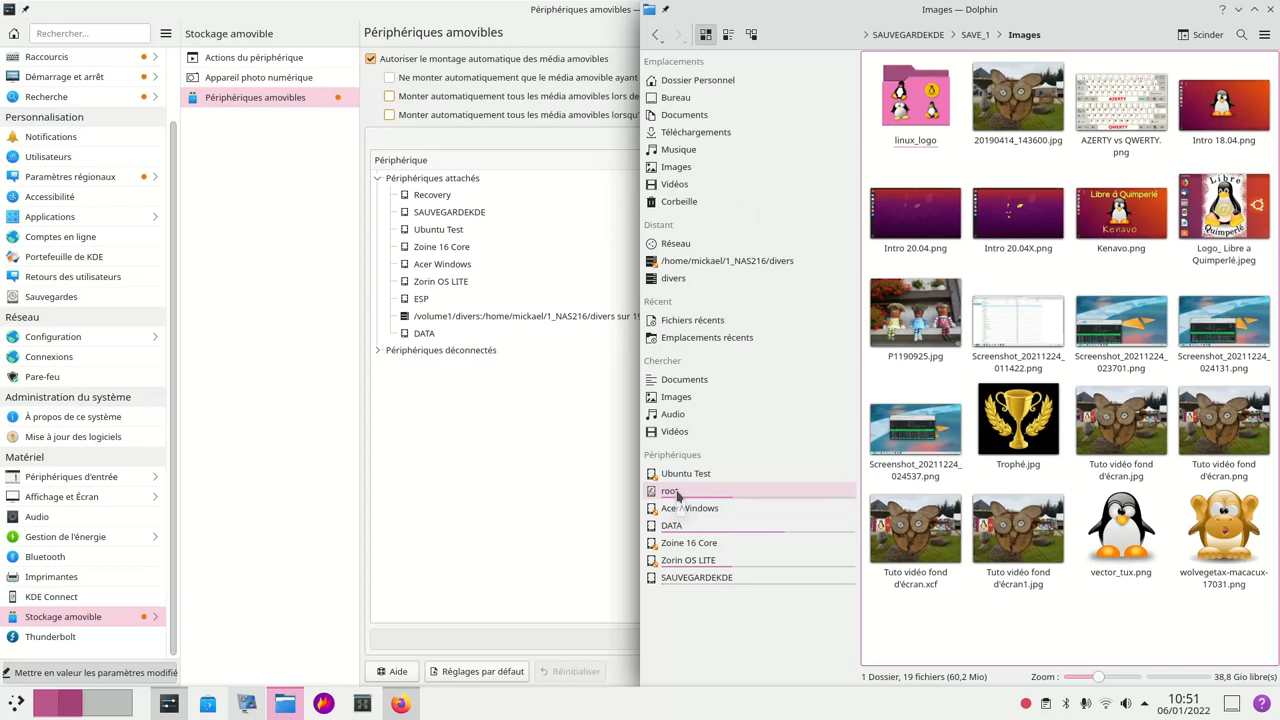 Périphériques amovibles —
Rechercher...
Raccourcis
Démarrage et arrêt
Recherche
Personnalisation
Notifications
Utilisateurs
Paramètres régionaux
Accessibilité
Applications
Comptes en ligne
Portefeuille de KDE
Retours des utilisateurs
Sauvegardes
Réseau
Configuration
Connexions
Pare-feu
Administration du système
À propos de ce système
Mise à jour des logiciels
Matériel
Périphériques d'entrée
Affichage et Écran
Audio
Gestion de l'énergie
Bluetooth
Imprimantes
KDE Connect
Stockage amovible
Thunderbolt
Mettre en valeur les paramètres modifié
Stockage amovible
Actions du périphérique
Appareil photo numérique
Périphériques amovibles
Périphériques amovibles
Autoriser le montage automatique des média amovibles
Ne monter automatiquement que le média amovible ayant
Monter automatiquement tous les média amovibles lors de
Monter automatiquement tous les média amovibles lorsqu'
Périphérique
Périphériques attachés
Recovery
SAUVEGARDEKDE
Ubuntu Test
Zoine 16 Core
Acer Windows
Zorin OS LITE
ESP
/volume1/divers:/home/mickael/1_NAS216/divers sur 19
DATA
Périphériques déconnectés
Aide
Réglages par défaut
Réinitialiser
Images — Dolphin
SAUVEGARDEKDE
SAVE_1
Images
Scinder
Emplacements
Dossier Personnel
Bureau
Documents
Téléchargements
Musique
Images
Vidéos
Corbeille
Distant
Réseau
/home/mickael/1_NAS216/divers
divers
Récent
Fichiers récents
Emplacements récents
Chercher
Documents
Images
Audio
Vidéos
Périphériques
Ubuntu Test
root
Acer Windows
DATA
Zoine 16 Core
Zorin OS LITE
SAUVEGARDEKDE
AZERTY
QWERTY
linux_logo
20190414_143600.jpg
AZERTY vs QWERTY.
png
Intro 18.04.png
Libre à Quimperlé
Kenavo
Libre
à
Quimperlé
Intro 20.04.png
Intro 20.04X.png
Kenavo.png
Logo_ Libre a
Quimperlé.jpeg
P1190925.jpg
Screenshot_20211224_
011422.png
Screenshot_20211224_
023701.png
Screenshot_20211224_
024131.png
Screenshot_20211224_
024537.png
Trophé.jpg
Tuto vidéo fond
d'écran.jpg
Tuto vidéo fond
d'écran.png
Tuto vidéo fond
d'écran.xcf
Tuto vidéo fond
d'écran1.jpg
vector_tux.png
wolvegetax-macacux-
17031.png
1 Dossier, 19 fichiers (60,2 Mio)
Zoom :
38,8 Gio libre(s)
10:51
06/01/2022